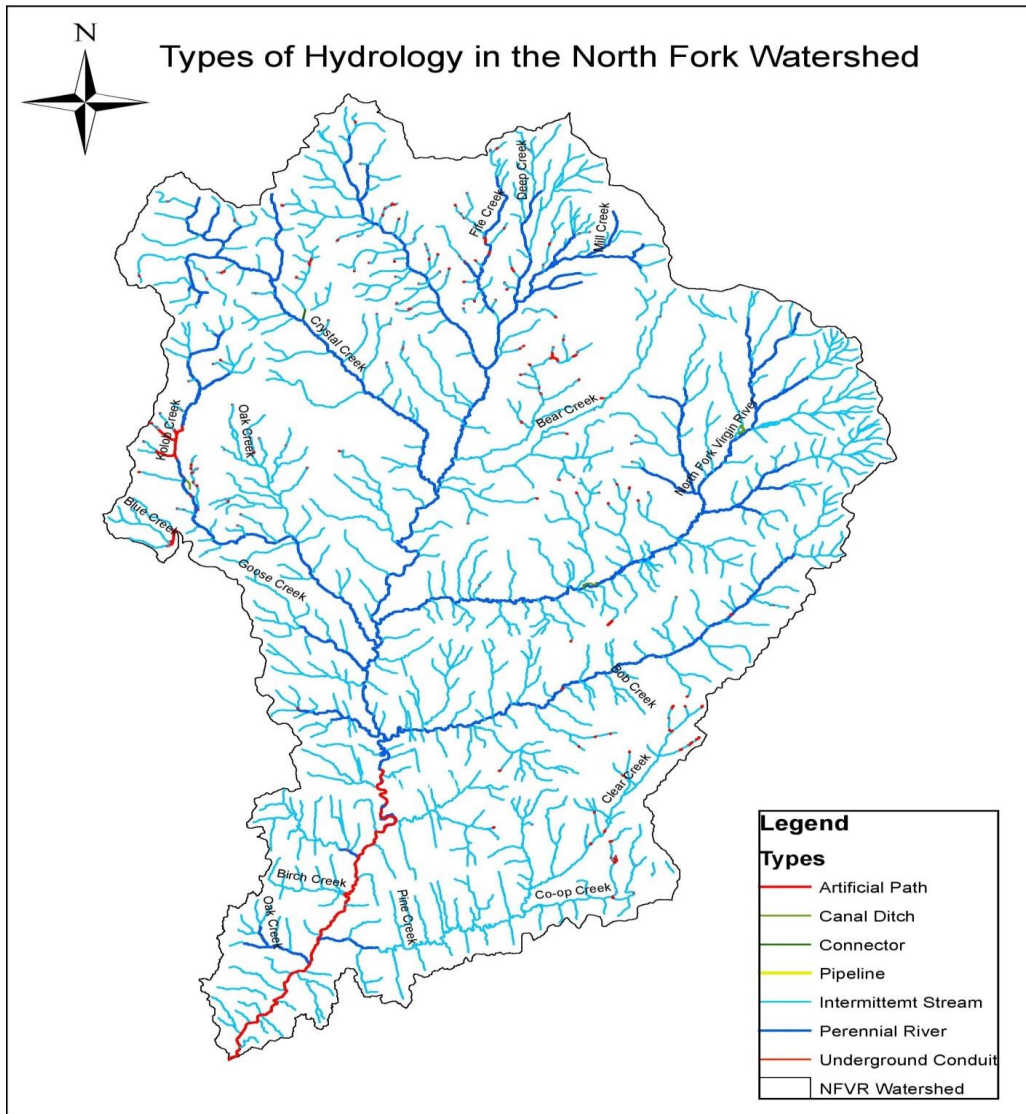 N
Types of Hydrology in the North Fork Watershed
Deep Creek
Fife Creek
Mill Creek
Crystal Creek
Bear Creek
North Fork Virgin River
Kolob Creek
Oak Creek
Blue Creek
Goose Creek
Bob Creek
Clear Creek
Birch Creek
Oak Creek
Pine Creek
Co-op Creek
Legend
Types
Artificial Path
Canal Ditch
Connector
Pipeline
Intermittemt Stream
Perennial River
Underground Conduit
NFVR Watershed